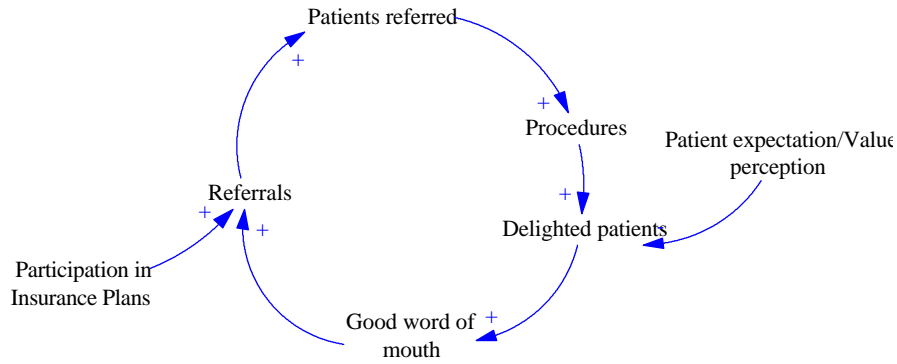 Patients referred
+
+
Procedures
Patient expectation/Value
perception
+
Referrals
+
+
Delighted patients
Participation in
Insurance Plans
Good word of
mouth
+